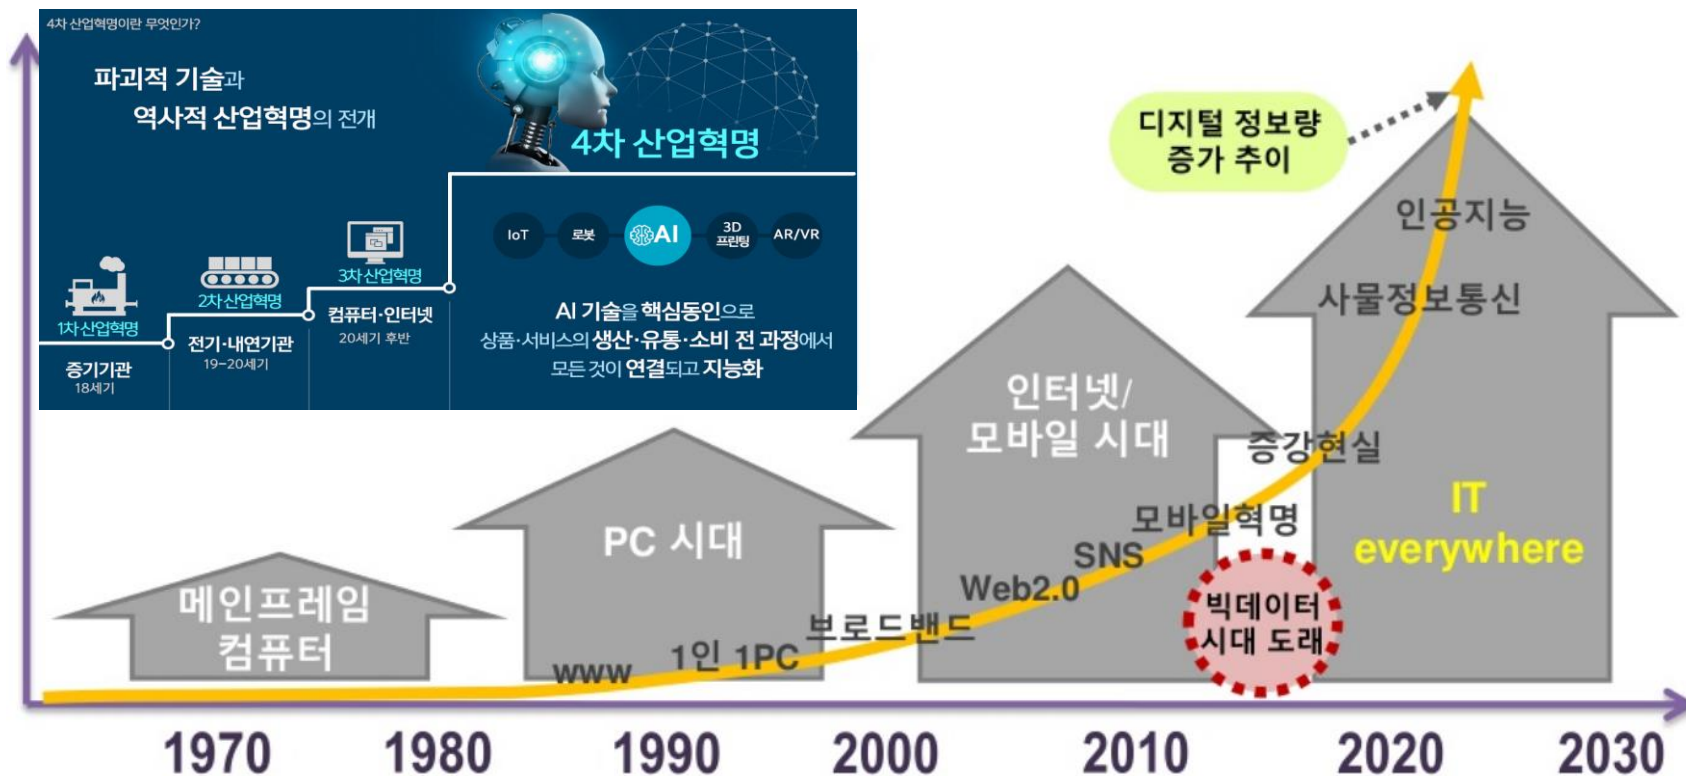 4차 산업혁명이란 무엇인가?
파괴적 기술과
역사적 산업혁명의 전개
4차 산업혁명
IoT
로봇
AI
3D
프린팅
AR/VR
AI 기술을 핵심동인으로
상품·서비스의 생산·유통·소비 전 과정에서
모든 것이 연결되고 지능화
1차 산업혁명
증기기관
18세기
2차 산업혁명
전기·내연기관
19-20세기
3차 산업혁명
컴퓨터·인터넷
20세기 후반
디지털 정보량
증가 추이
메인프레임
컴퓨터
PC 시대
인터넷/
모바일 시대
IT
everywhere
www
1인 1PC
브로드밴드
Web2.0
SNS
모바일혁명
증강현실
사물정보통신
인공지능
빅데이터
시대 도래
1970
1980
1990
2000
2010
2020
2030